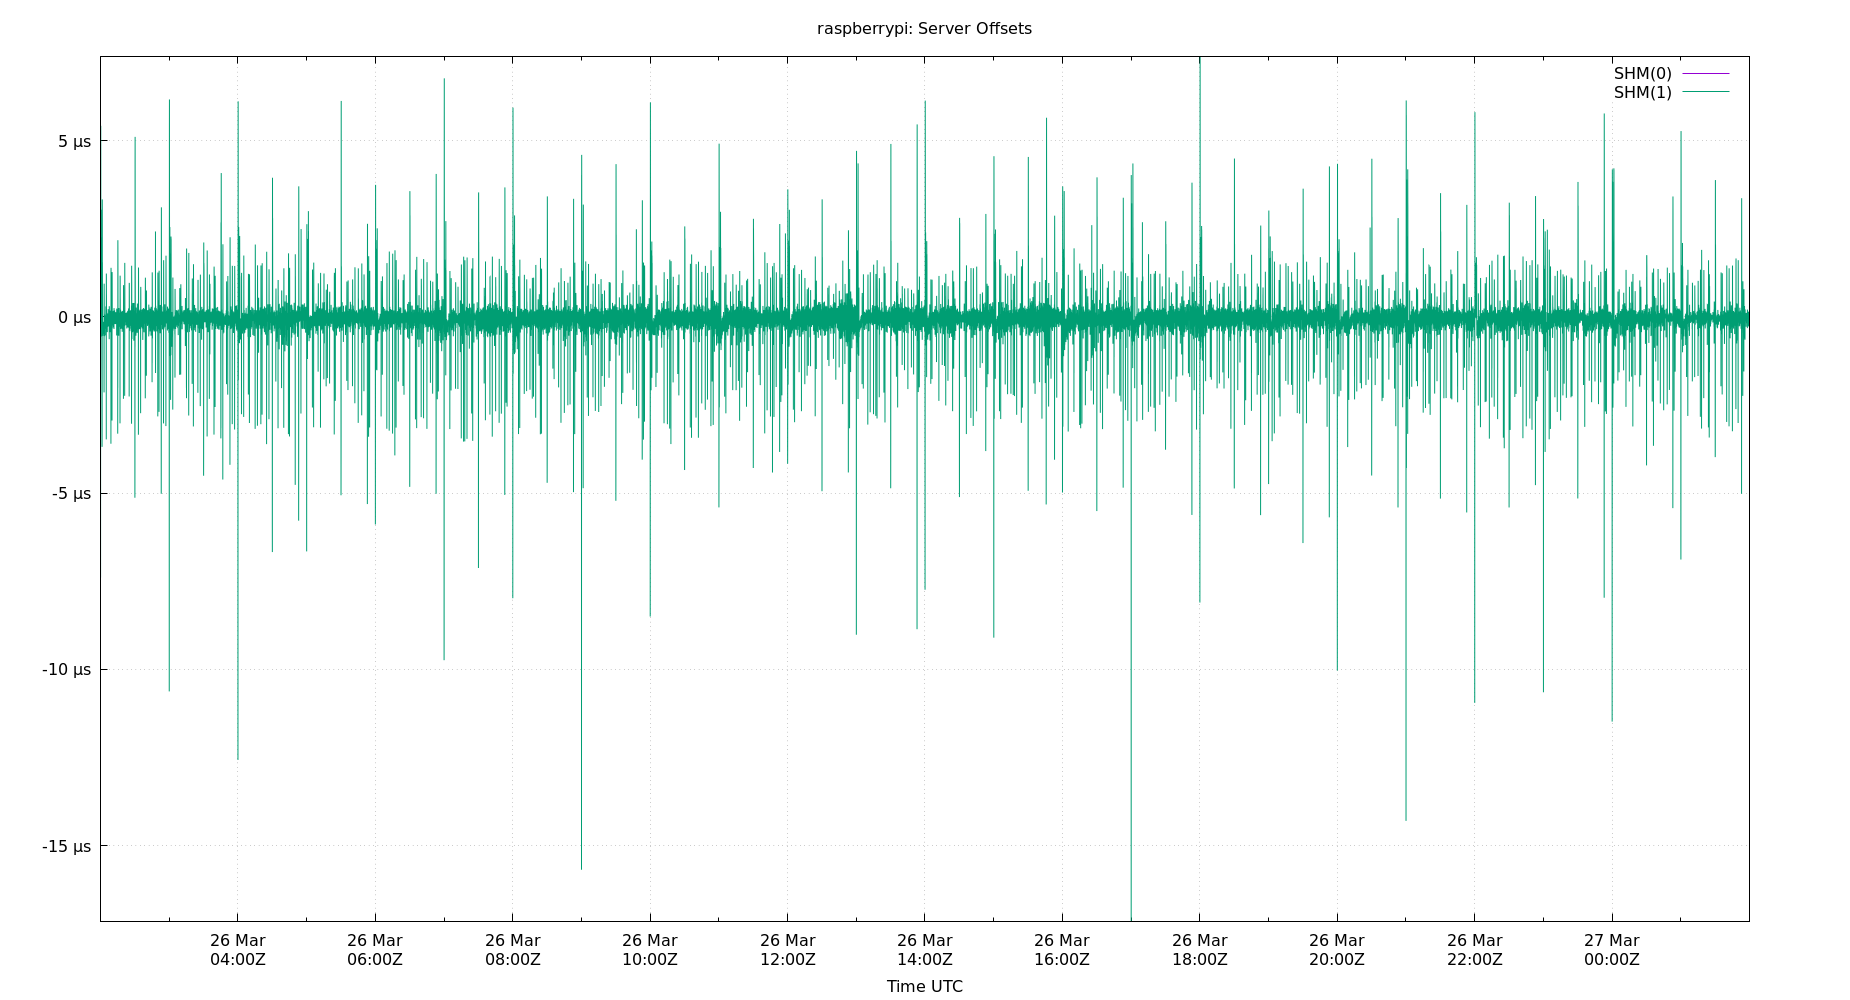 raspberrypi: Server Offsets
SHM(0)
SHM(1)
5 µs
0 µs
-5 µs
-10 µs
-15 µs
26 Mar 26 Mar 26 Mar 26 Mar 26 Mar 26 Mar 26 Mar 26 Mar 26 Mar 26 Mar 27 Mar
04:00Z 06:00Z 08:00Z 10:00Z 12:00Z 14:00Z 16:00Z 18:00Z 20:00Z 22:00Z 00:00Z
Time UTC